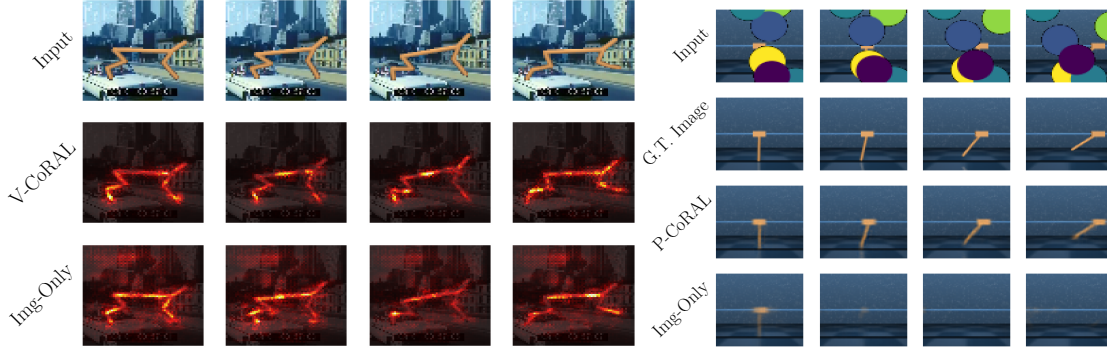 Input
V-CoRAL
Img-Only
Input
G.T. Image
P-CoRAL
Img-Only